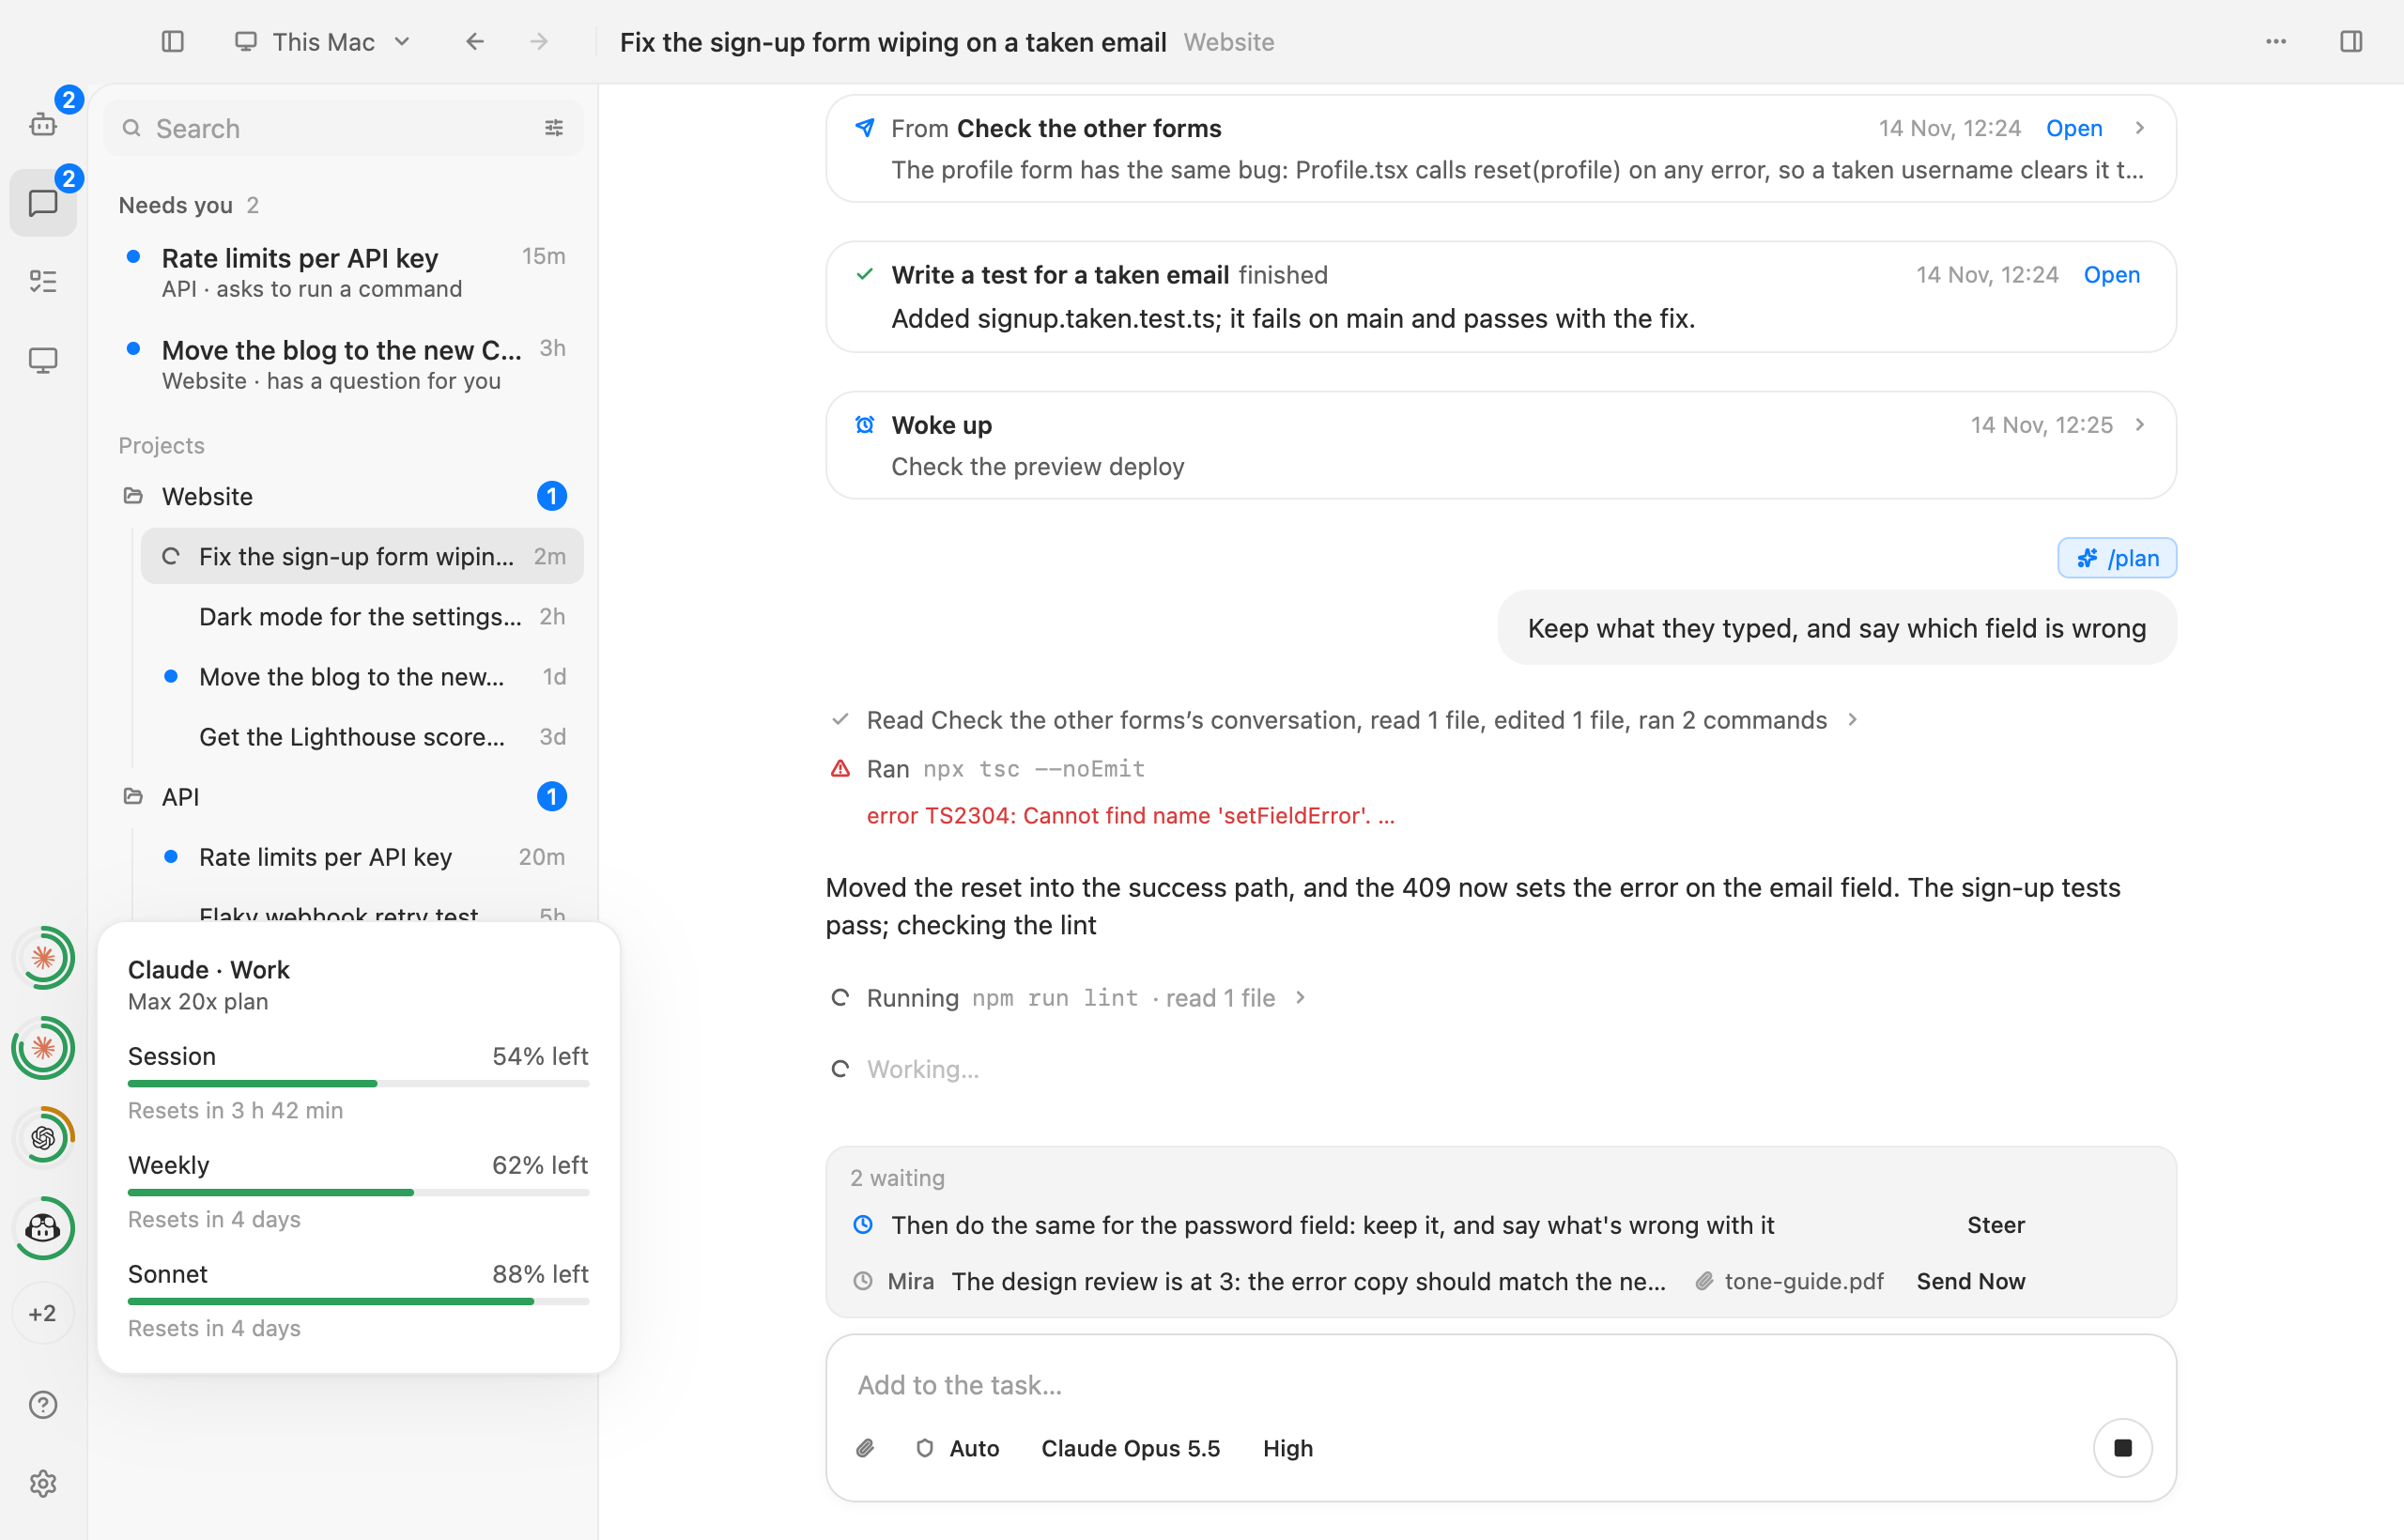 This Mac
Fix the sign-up form wiping on a taken email Website
2
2
Search
Needs you 2
Rate limits per API key 15m
API · asks to run a command
Move the blog to the new C... 3h
Website · has a question for you
Projects
Website 1
Fix the sign-up form wipin... 2m
Dark mode for the settings... 2h
Move the blog to the new... 1d
Get the Lighthouse score... 3d
API 1
Rate limits per API key 20m
Flaky webhook retry test 5h
Claude · Work
Max 20x plan
Session 54% left
Resets in 3 h 42 min
Weekly 62% left
Resets in 4 days
Sonnet 88% left
Resets in 4 days
+2
From Check the other forms 14 Nov, 12:24 Open
The profile form has the same bug: Profile.tsx calls reset(profile) on any error, so a taken username clears it t...
Write a test for a taken email finished 14 Nov, 12:24 Open
Added signup.taken.test.ts; it fails on main and passes with the fix.
Woke up 14 Nov, 12:25
Check the preview deploy
/plan
Keep what they typed, and say which field is wrong
Read Check the other forms’s conversation, read 1 file, edited 1 file, ran 2 commands
Ran npx tsc --noEmit
error TS2304: Cannot find name 'setFieldError'. ...
Moved the reset into the success path, and the 409 now sets the error on the email field. The sign-up tests
pass; checking the lint
Running npm run lint · read 1 file
Working...
2 waiting
Then do the same for the password field: keep it, and say what's wrong with it Steer
Mira The design review is at 3: the error copy should match the ne... tone-guide.pdf Send Now
Add to the task...
Auto Claude Opus 5.5 High